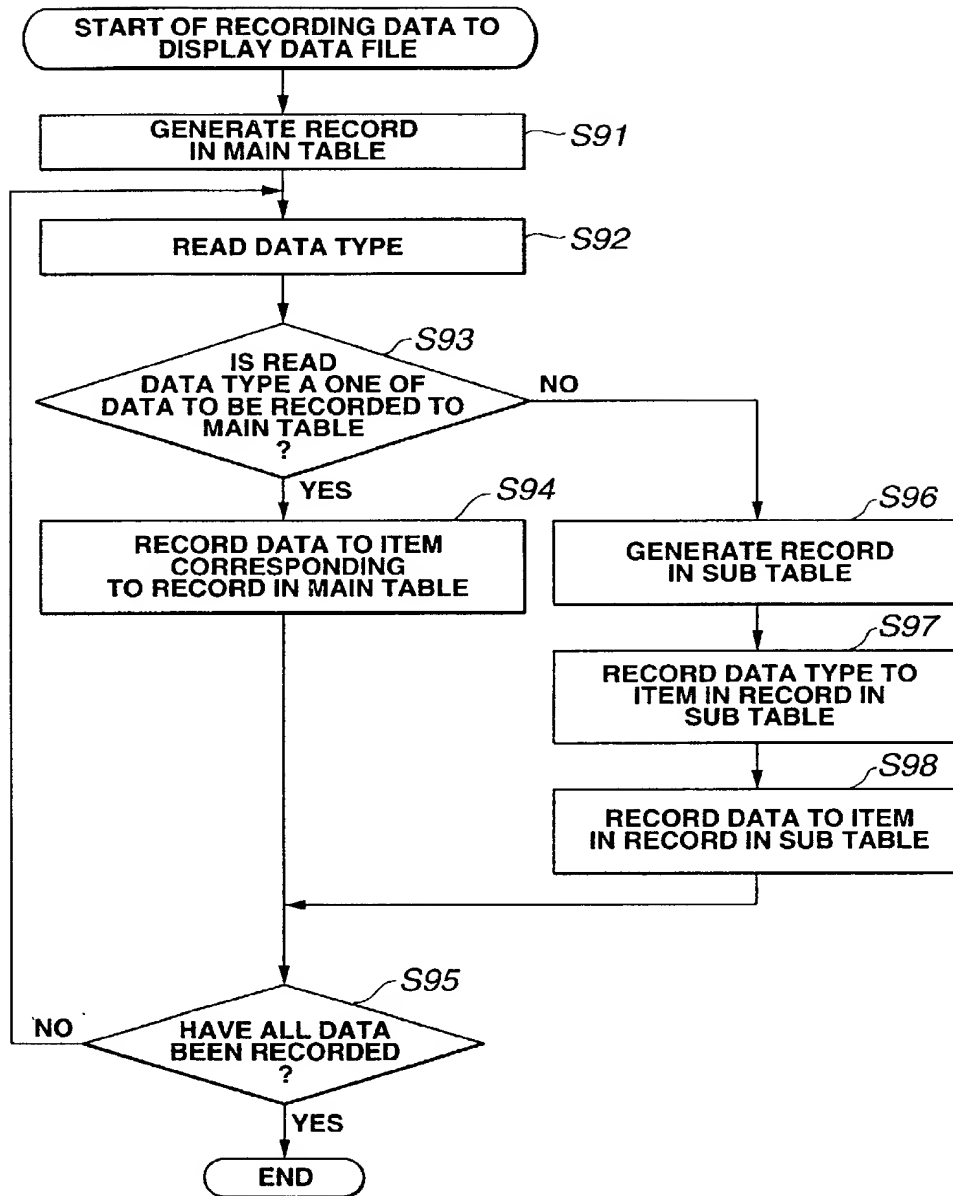 START OF RECORDING DATA TO
DISPLAY DATA FILE
GENERATE RECORD
IN MAIN TABLE
S91
READ DATA TYPE
S92
S93
IS READ
DATA TYPE A ONE OF
DATA TO BE RECORDED TO
MAIN TABLE
?
NO
YES
S94
RECORD DATA TO ITEM
CORRESPONDING
TO RECORD IN MAIN TABLE
S96
GENERATE RECORD
IN SUB TABLE
S97
RECORD DATA TYPE TO
ITEM IN RECORD IN
SUB TABLE
S98
RECORD DATA TO ITEM
IN RECORD IN SUB TABLE
S95
HAVE ALL DATA
BEEN RECORDED
?
NO
YES
END